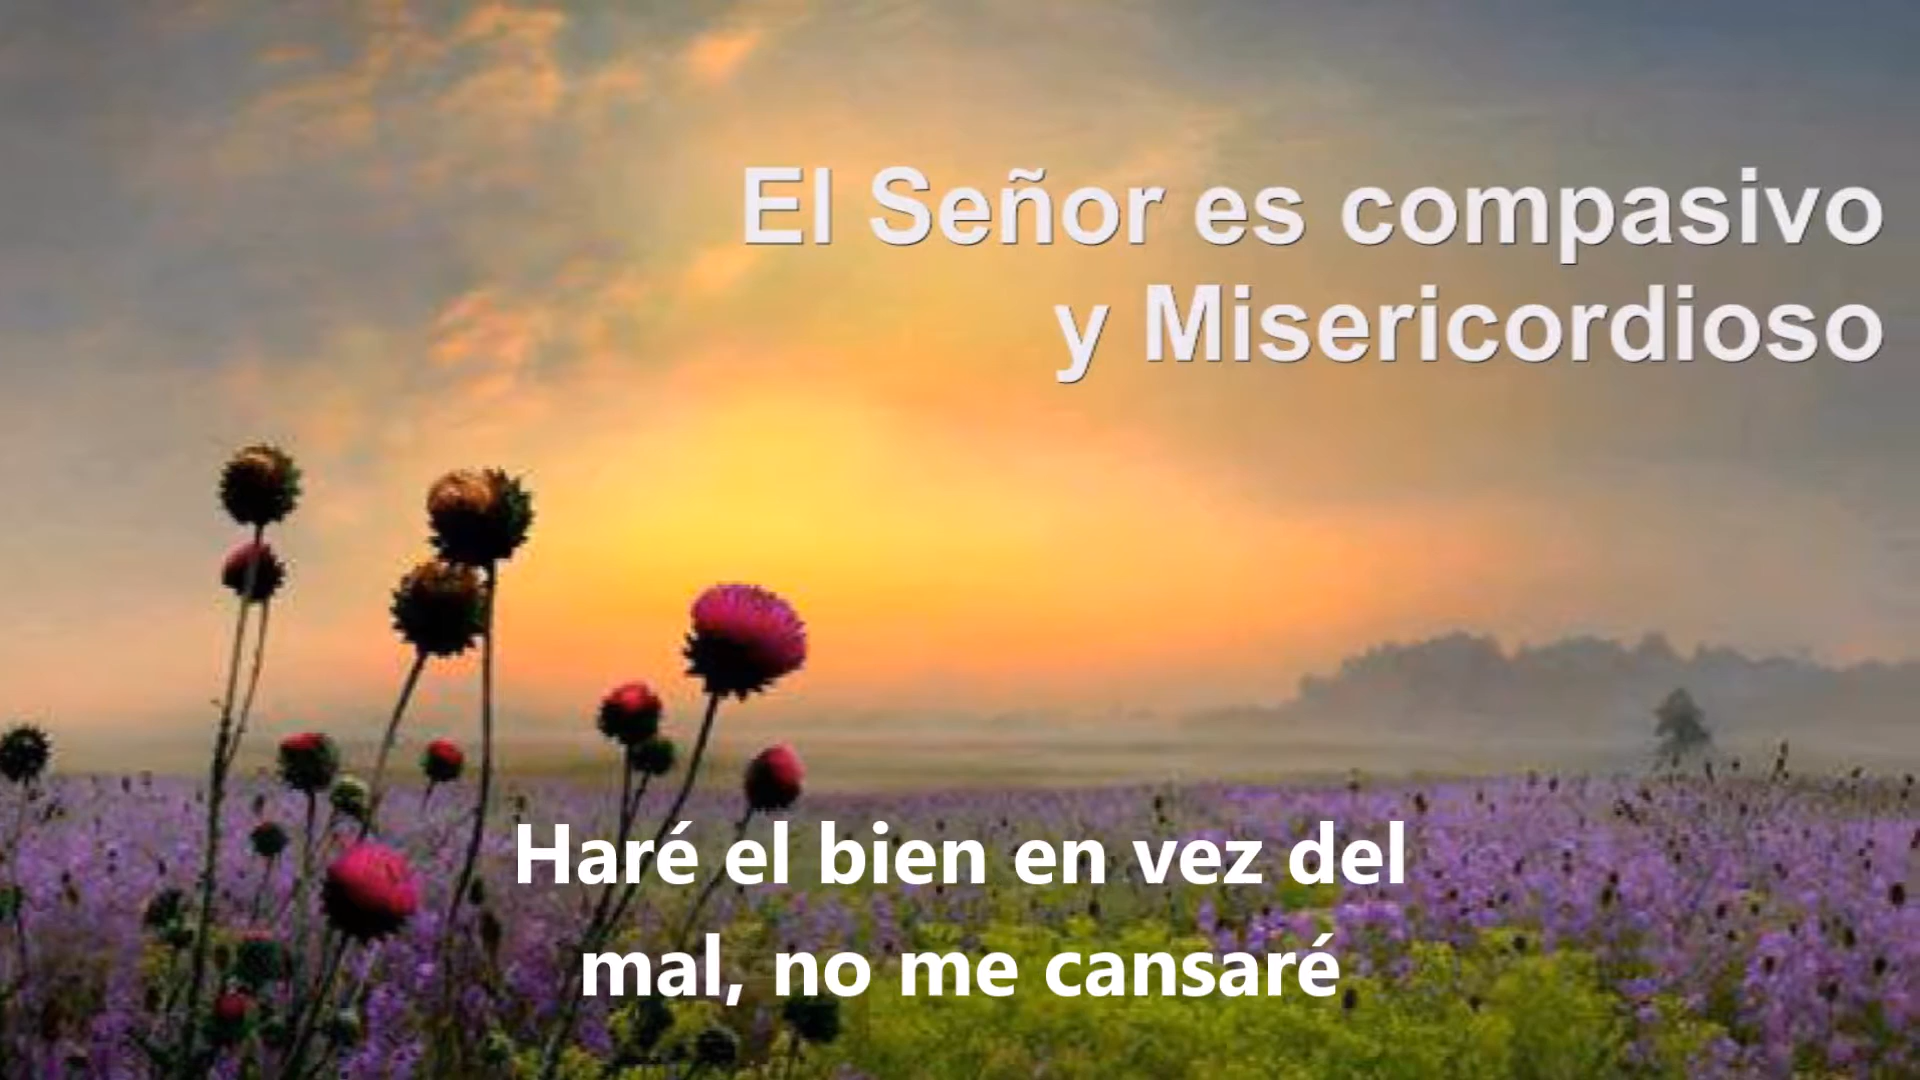 El Señor es compasivo
y Misericordioso
Haré el bien en vez del
mal, no me cansaré